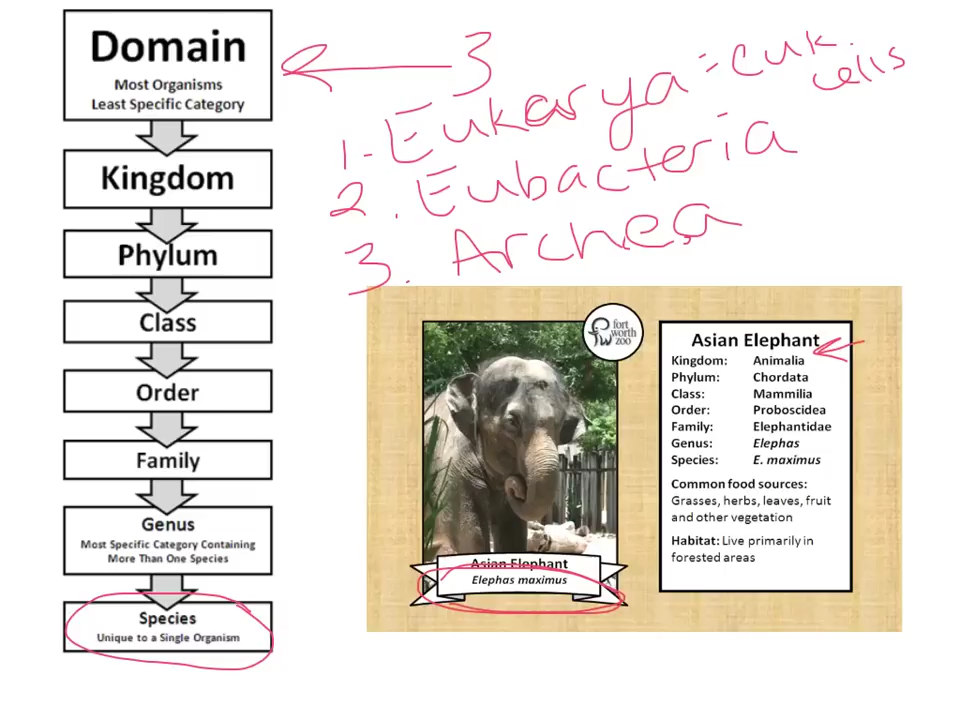 Domain
Most Organisms
Least Specific Category
Kingdom
Phylum
Class
Order
Family
Genus
Most Specific Category Containing
More Than One Species
Species
Unique to a Single Organism
3
1. Eukarya = euk.
cells
2. Eubacteria
3. Archea
fort
worth
zoo
Asian Elephant
Elephas maximus
Asian Elephant
Kingdom: Animalia
Phylum: Chordata
Class: Mammilia
Order: Proboscidea
Family: Elephantidae
Genus: Elephas
Species: E. maximus
Common food sources:
Grasses, herbs, leaves, fruit
and other vegetation
Habitat: Live primarily in
forested areas